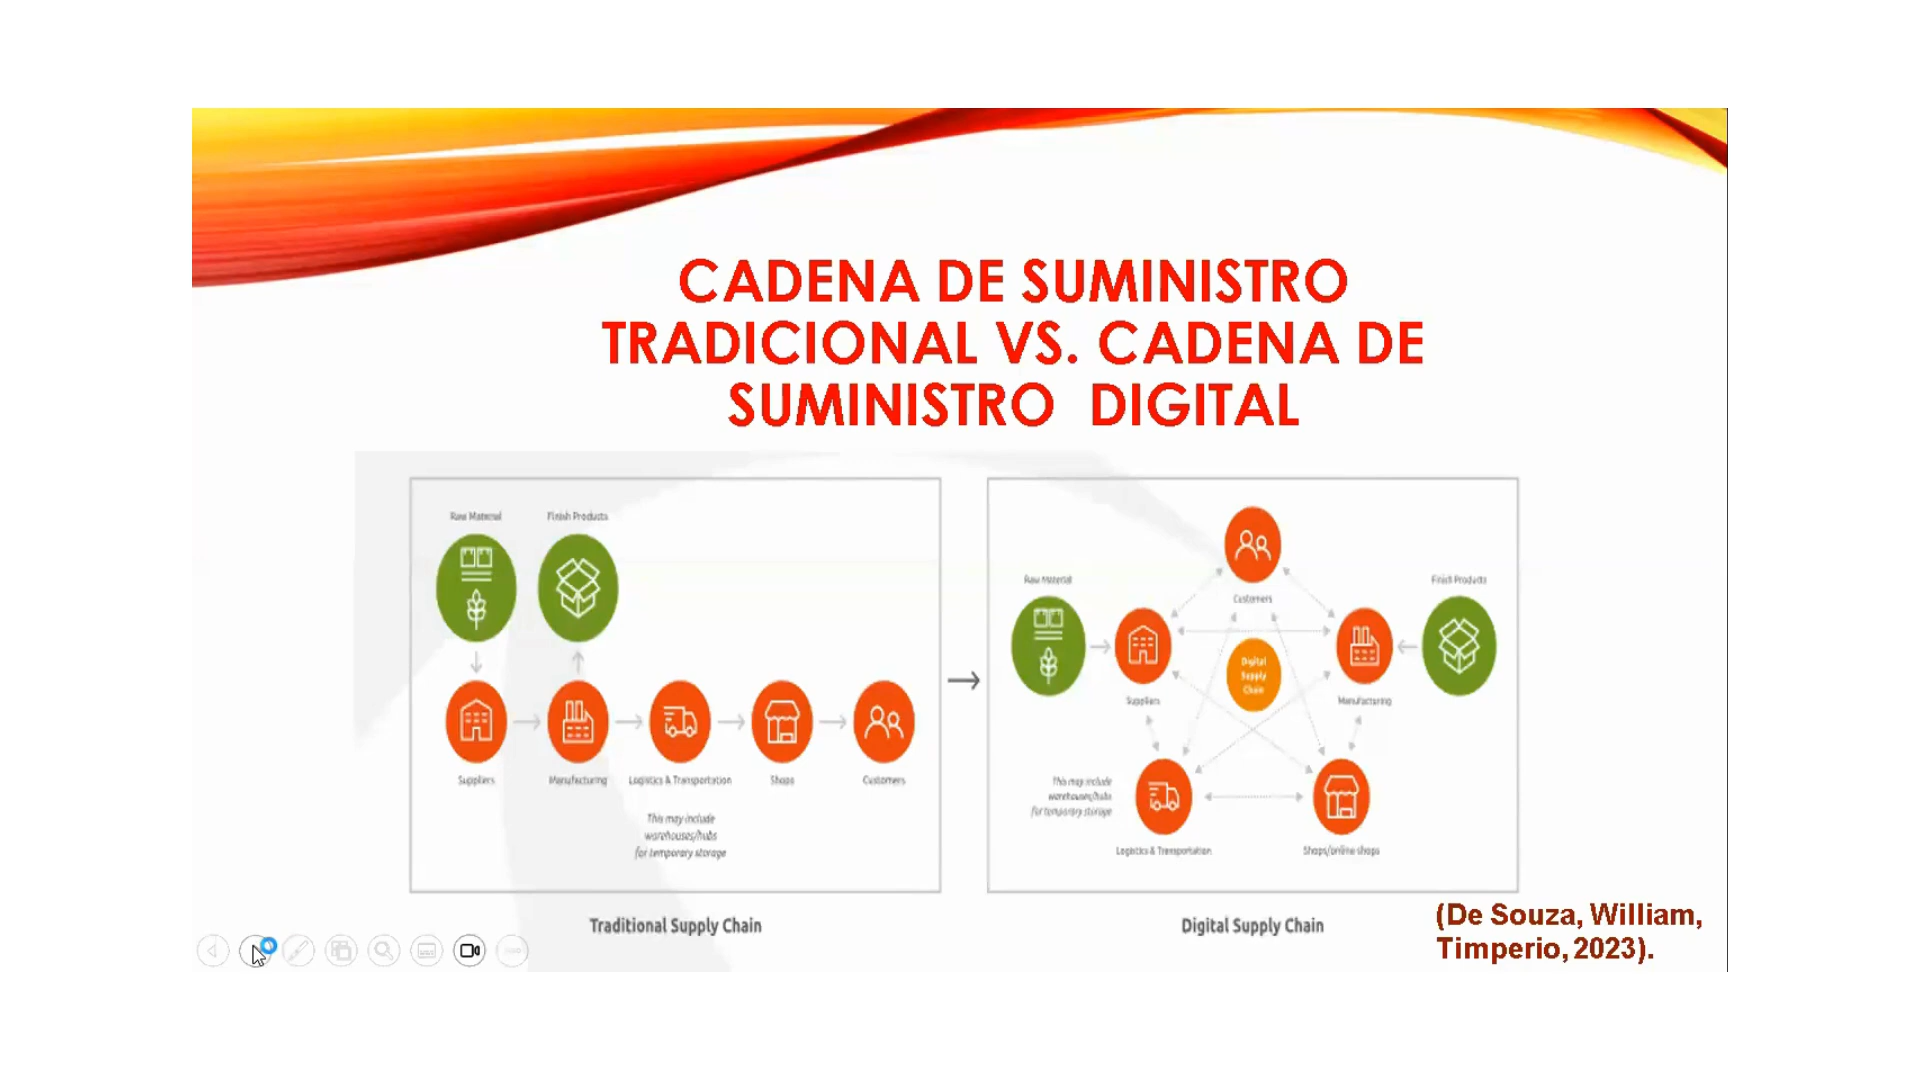 CADENA DE SUMINISTRO
TRADICIONAL VS. CADENA DE
SUMINISTRO DIGITAL
Raw Material
Finish Products
Suppliers
Manufacturing
Logistics & Transportation
Shops
Customers
This may include
warehouses/hubs
for temporary storage
Traditional Supply Chain
Customers
Raw Material
Finish Products
Digital
Supply
Chain
Suppliers
Manufacturing
This may include
warehouses/hubs
for temporary storage
Logistics & Transportation
Shops/online shops
Digital Supply Chain
(De Souza, William,
Timperio, 2023).